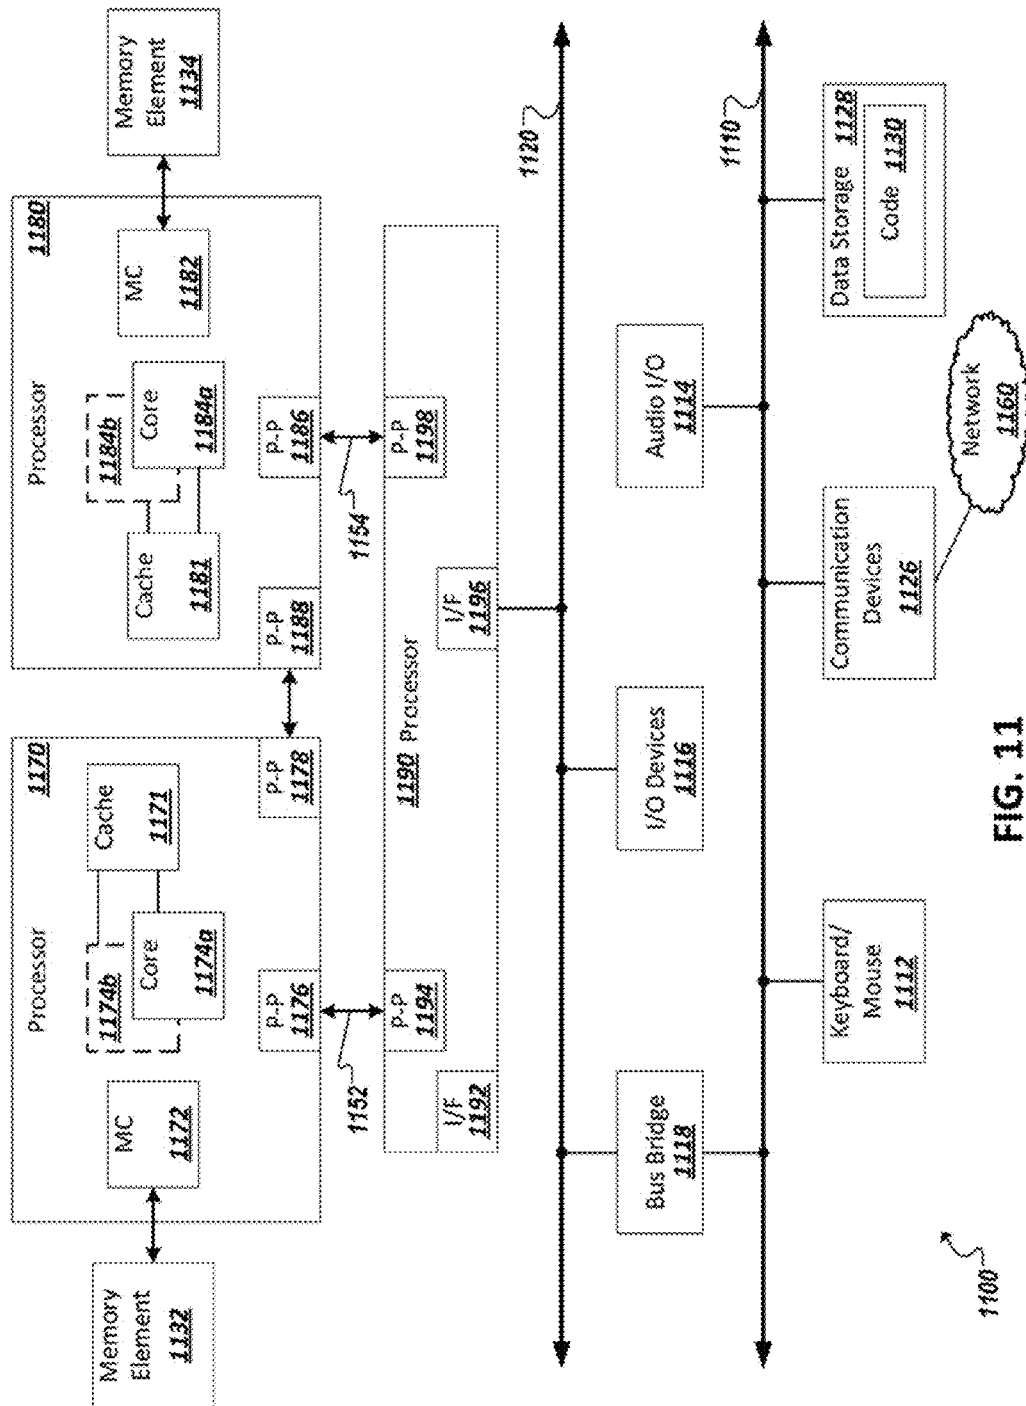 Memory
Element
1132
Processor
1170
MC
1172
1174b
Core
1174a
Cache
1171
P-P
1176
P-P
1178
Processor
1180
Cache
1181
1184b
Core
1184a
MC
1182
P-P
1188
P-P
1186
Memory
Element
1134
1152
1154
P-P
1194
I/F
1192
1190 Processor
P-P
1198
I/F
1196
1120
Bus Bridge
1118
I/O Devices
1116
Audio I/O
1114
1110
Keyboard/
Mouse
1112
Communication
Devices
1126
Data Storage 1128
Code
1130
Network
1160
1100
FIG. 11